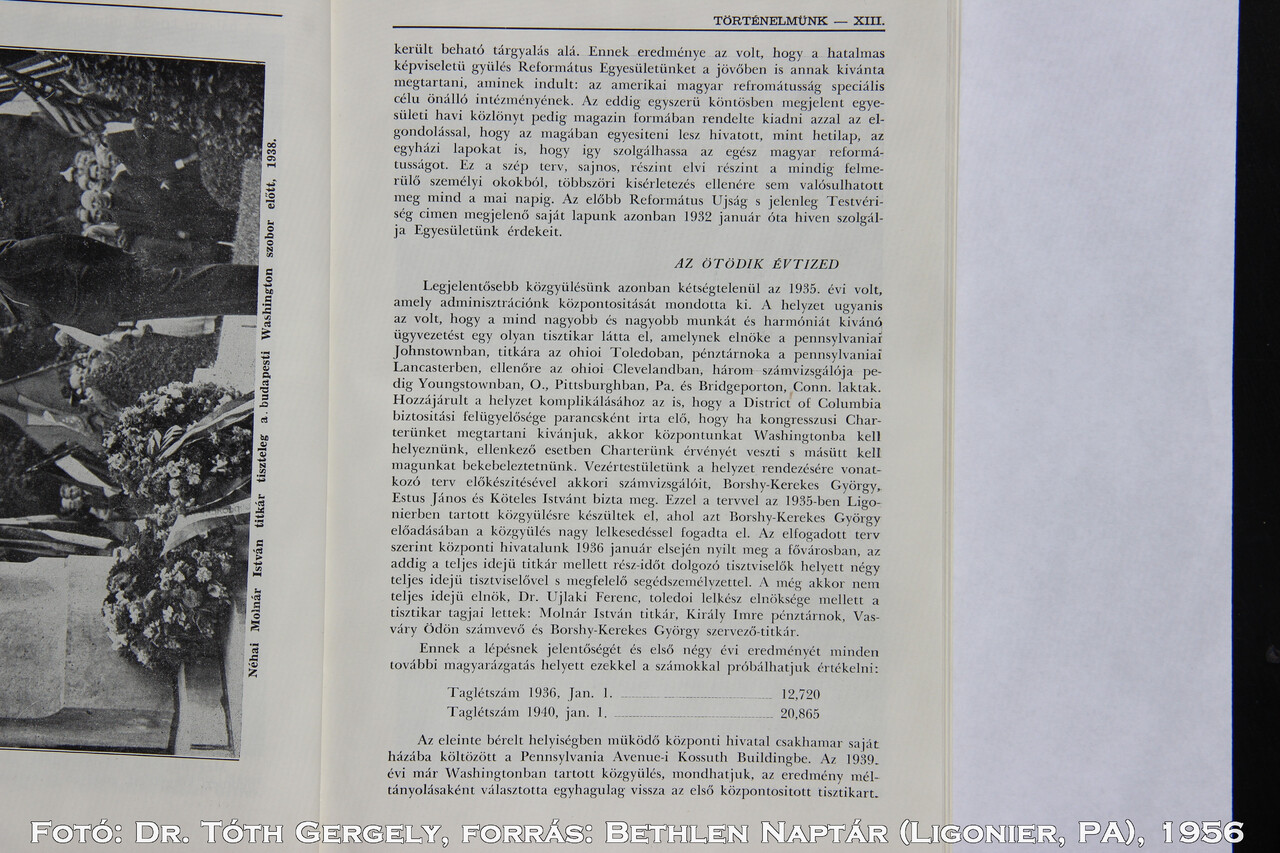 Néhai Molnár István titkár tiszteleg a budapesti Washington szobor előtt, 1938.
TÖRTÉNELMÜNK — XIII.
került beható tárgyalás alá. Ennek eredménye az volt, hogy a hatalmas
képviseletü gyülés Református Egyesületünket a jövőben is annak kivánta
megtartani, aminek indult: az amerikai magyar refromátusság speciális
célu önálló intézményének. Az eddig egyszerü köntösben megjelent egye-
sületi havi közlönyt pedig magazin formában rendelte kiadni azzal az el-
gondolással, hogy az magában egyesiteni lesz hivatott, mint hetilap, az
egyházi lapokat is, hogy igy szolgálhassa az egész magyar reformá-
tusságot. Ez a szép terv, sajnos, részint elvi részint a mindig felme-
rülő személyi okokból, többszöri kisérletezés ellenére sem valósulhatott
meg mind a mai napig. Az előbb Református Ujság s jelenleg Testvéri-
ség cimen megjelenő saját lapunk azonban 1932 január óta hiven szolgál-
ja Egyesületünk érdekeit.
AZ ÖTÖDIK ÉVTIZED
Legjelentősebb közgyülésünk azonban kétségtelenül az 1935. évi volt,
amely adminisztrációnk központositását mondotta ki. A helyzet ugyanis
az volt, hogy a mind nagyobb és nagyobb munkát és harmóniát kivánó
ügyvezetést egy olyan tisztikar látta el, amelynek elnöke a pennsylvaniai
Johnstownban, titkára az ohioi Toledoban, pénztárnoka a pennsylvaniai
Lancasterben, ellenőre az ohioi Clevelandban, három számvizsgálója pe-
dig Youngstownban, O., Pittsburghban, Pa. és Bridgeporton, Conn. laktak.
Hozzájárult a helyzet komplikálásához az is, hogy a District of Columbia
biztositási felügyelősége parancsként irta elő, hogy ha kongresszusi Char-
terünket megtartani kivánjuk, akkor központunkat Washingtonba kell
helyeznünk, ellenkező esetben Charterünk érvényét veszti s másütt kell
magunkat bekebeleztetnünk. Vezértestületünk a helyzet rendezésére vonat-
kozó terv előkészitésével akkori számvizsgálóit, Borshy-Kerekes György,
Estus János és Köteles Istvánt bizta meg. Ezzel a tervvel az 1935-ben Ligo-
nierben tartott közgyülésre készültek el, ahol azt Borshy-Kerekes György
előadásában a közgyülés nagy lelkesedéssel fogadta el. Az elfogadott terv
szerint központi hivatalunk 1936 január elsején nyilt meg a fővárosban, az
addig a teljes idejü titkár mellett rész-időt dolgozó tisztviselők helyett négy
teljes idejü tisztviselővel s megfelelő segédszemélyzettel. A még akkor nem
teljes idejü elnök, Dr. Ujlaki Ferenc, toledoi lelkész elnöksége mellett a
tisztikar tagjai lettek: Molnár István titkár, Király Imre pénztárnok, Vas-
váry Ödön számvevő és Borshy-Kerekes György szervező-titkár.
Ennek a lépésnek jelentőségét és első négy évi eredményét minden
további magyarázgatás helyett ezekkel a számokkal próbálhatjuk értékelni:
Taglétszám 1936, Jan. 1. 12,720
Taglétszám 1940, jan. 1. 20,865
Az eleinte bérelt helyiségben müködő központi hivatal csakhamar saját
házába költözött a Pennsylvania Avenue-i Kossuth Buildingbe. Az 1939.
évi már Washingtonban tartott közgyülés, mondhatjuk, az eredmény mél-
tányolásaként választotta egyhagulag vissza az első központositott tisztikart.
Fotó: Dr. Tóth Gergely, forrás: Bethlen Naptár (Ligonier, PA), 1956